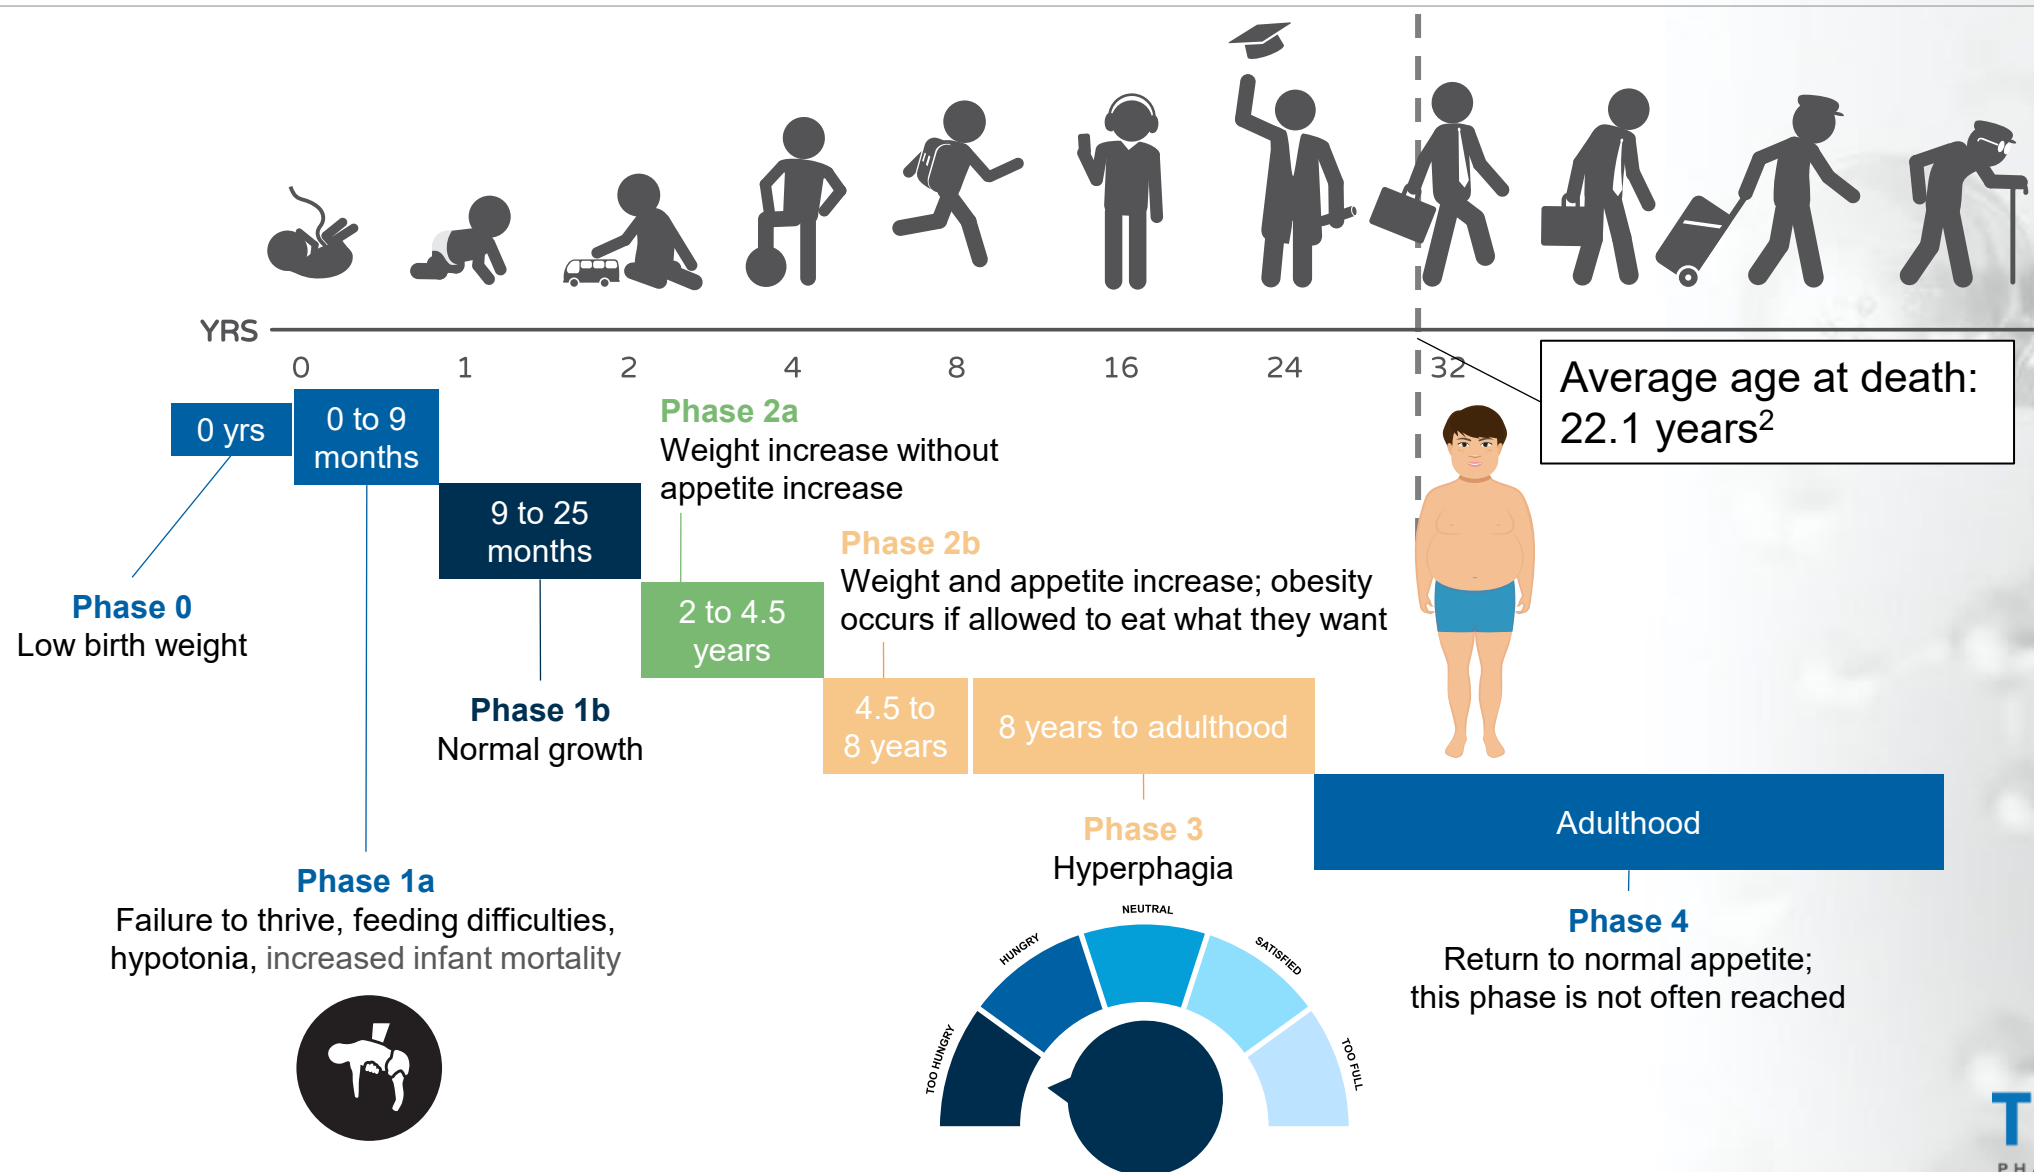 YRS
0 1 2 4 8 16 24 32
Average age at death:
22.1 years²
0 yrs
0 to 9
months
9 to 25
months
2 to 4.5
years
4.5 to
8 years
8 years to adulthood
Adulthood
Phase 0
Low birth weight
Phase 1a
Failure to thrive, feeding difficulties,
hypotonia, increased infant mortality
Phase 1b
Normal growth
Phase 2a
Weight increase without
appetite increase
Phase 2b
Weight and appetite increase; obesity
occurs if allowed to eat what they want
Phase 3
Hyperphagia
TOO HUNGRY
HUNGRY
NEUTRAL
SATISFIED
TOO FULL
Phase 4
Return to normal appetite;
this phase is not often reached
T